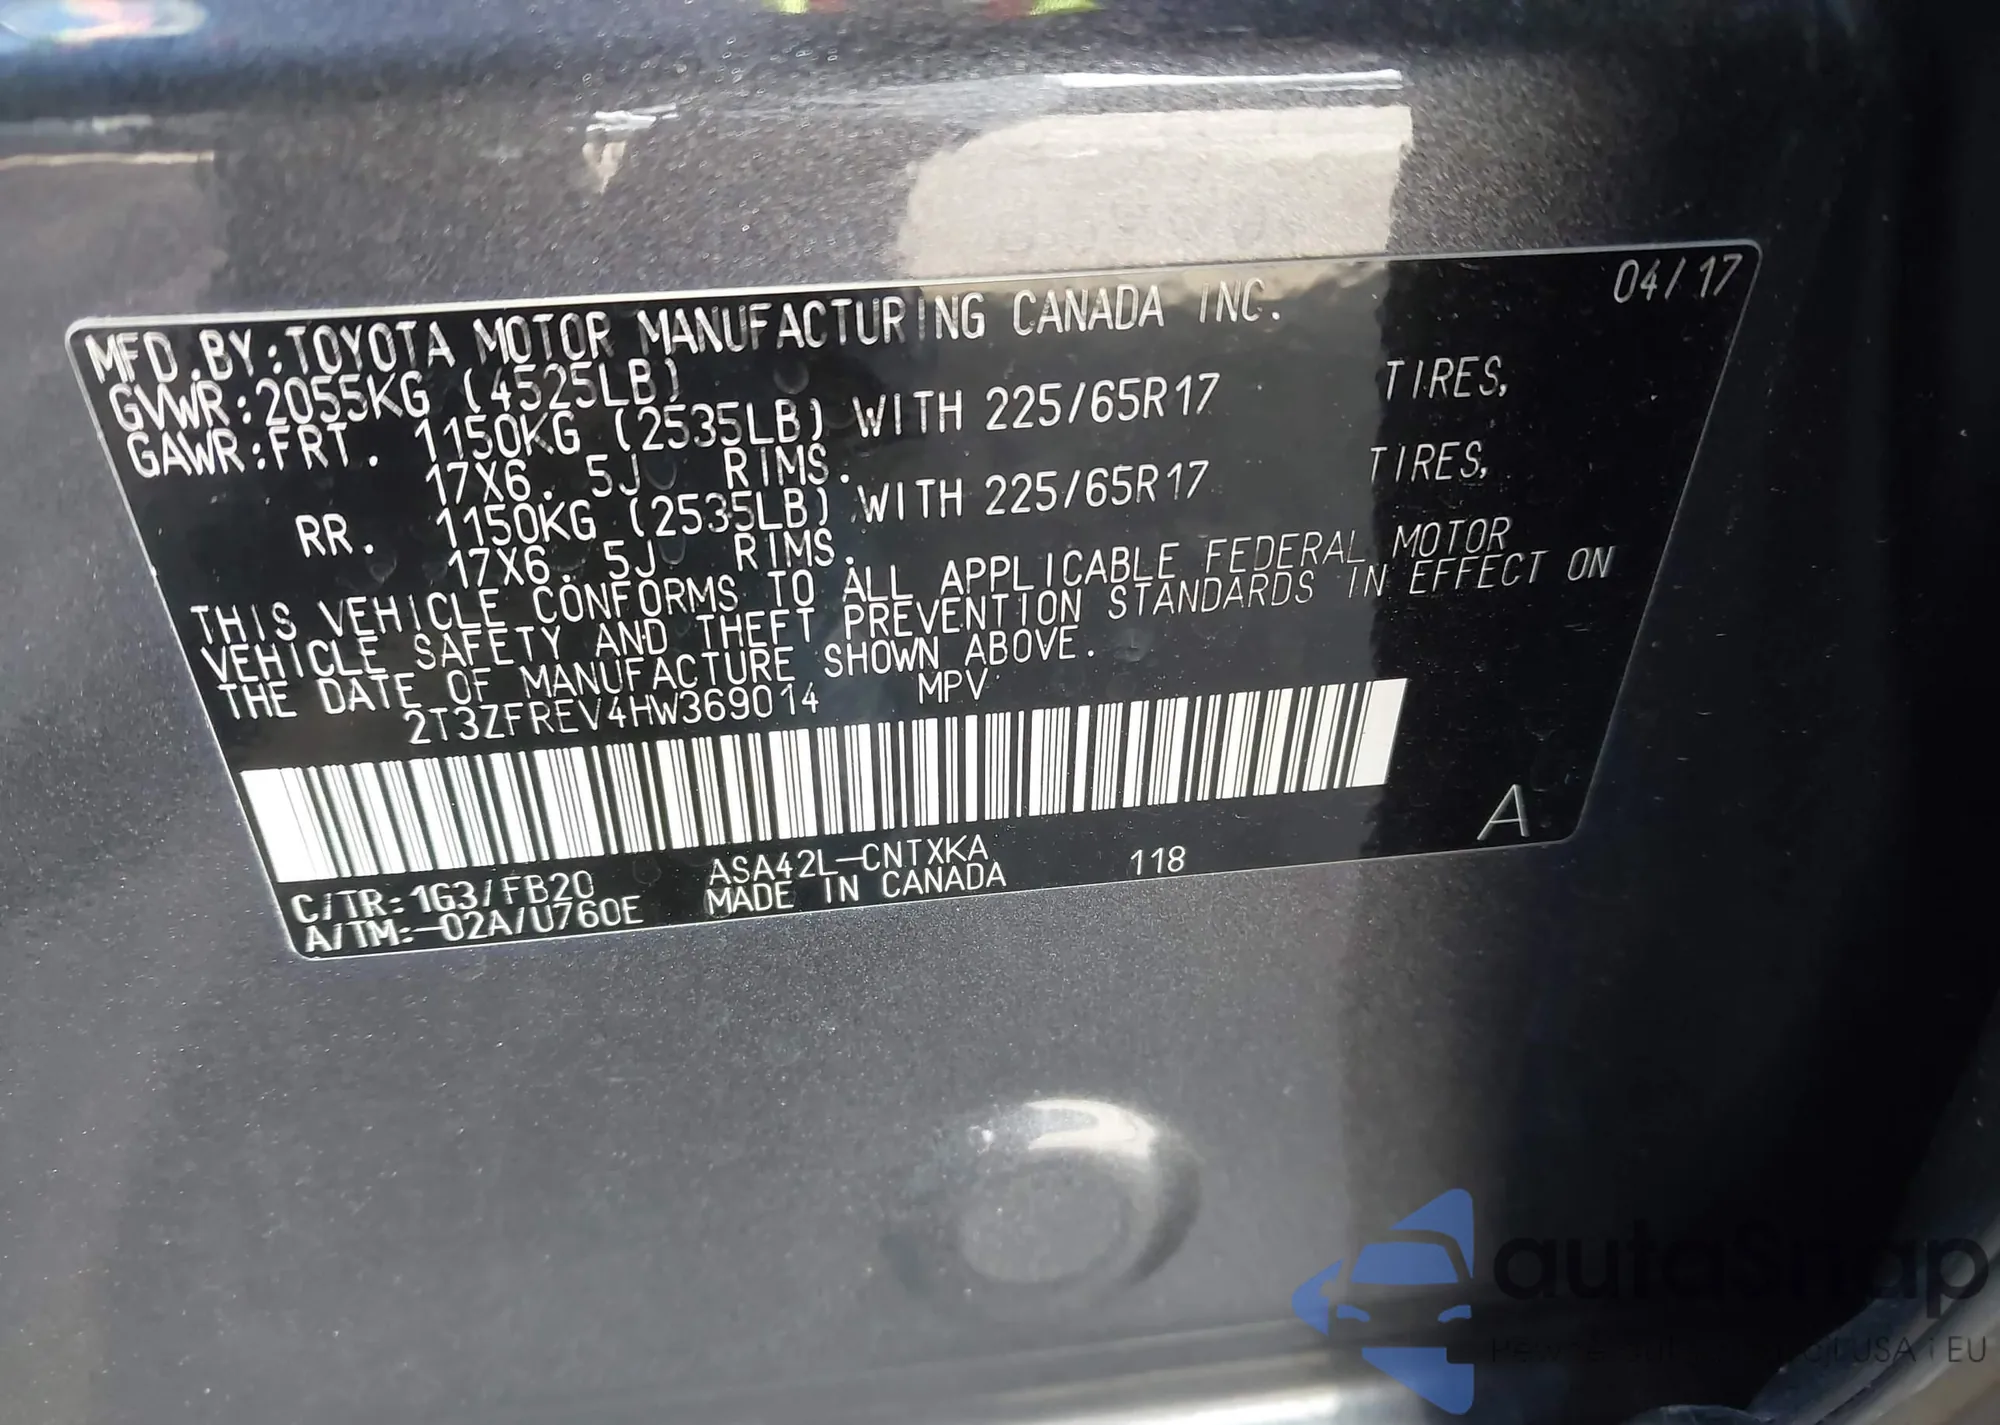 04/17
MFD.BY:TOYOTA MOTOR MANUFACTURING CANADA INC.
GVWR:2055KG (4525LB)
GAWR:FRT. 1150KG (2535LB) WITH 225/65R17 TIRES,
17X6.5J RIMS.
RR. 1150KG (2535LB) WITH 225/65R17 TIRES,
17X6.5J RIMS.
THIS VEHICLE CONFORMS TO ALL APPLICABLE FEDERAL MOTOR
VEHICLE SAFETY AND THEFT PREVENTION STANDARDS IN EFFECT ON
THE DATE OF MANUFACTURE SHOWN ABOVE.
2T3ZFREV4HW369014 MPV
A
C/TR:1G3/FB20 ASA42L-CNTXKA 118
A/TM:-02A/U760E MADE IN CANADA
autaSnap
USA i EU